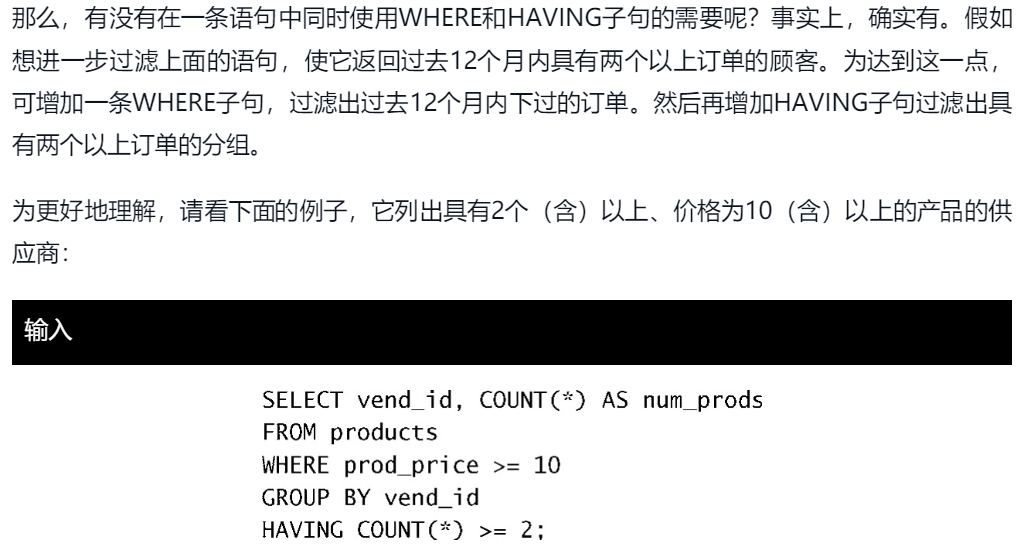 那么，有没有在一条语句中同时使用WHERE和HAVING子句的需要呢？事实上，确实有。假如
想进一步过滤上面的语句，使它返回过去12个月内具有两个以上订单的顾客。为达到这一点，
可增加一条WHERE子句，过滤出过去12个月内下过的订单。然后再增加HAVING子句过滤出具
有两个以上订单的分组。
为更好地理解，请看下面的例子，它列出具有2个（含）以上、价格为10（含）以上的产品的供
应商：
输入
SELECT vend_id, COUNT(*) AS num_prods
FROM products
WHERE prod_price >= 10
GROUP BY vend_id
HAVING COUNT(*) >= 2;